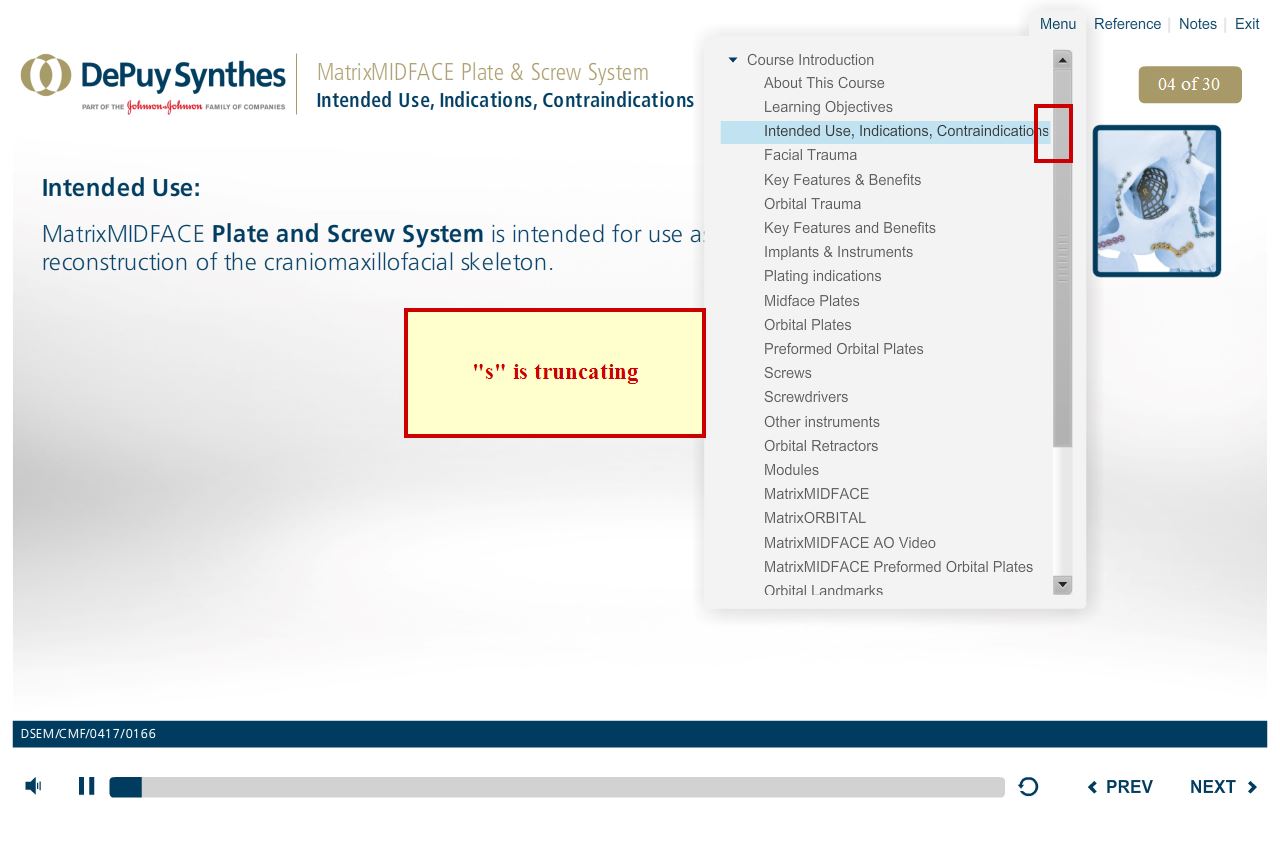 Menu
Reference
Notes
Exit
DePuy Synthes
PART OF THE Johnson & Johnson FAMILY OF COMPANIES
MatrixMIDFACE Plate & Screw System
Intended Use, Indications, Contraindications
04 of 30
Intended Use:
MatrixMIDFACE Plate and Screw System is intended for use as
reconstruction of the craniomaxillofacial skeleton.
"s" is truncating
Course Introduction
About This Course
Learning Objectives
Intended Use, Indications, Contraindications
Facial Trauma
Key Features & Benefits
Orbital Trauma
Key Features and Benefits
Implants & Instruments
Plating indications
Midface Plates
Orbital Plates
Preformed Orbital Plates
Screws
Screwdrivers
Other instruments
Orbital Retractors
Modules
MatrixMIDFACE
MatrixORBITAL
MatrixMIDFACE AO Video
MatrixMIDFACE Preformed Orbital Plates
Orbital Landmarks
DSEM/CMF/0417/0166
PREV
NEXT